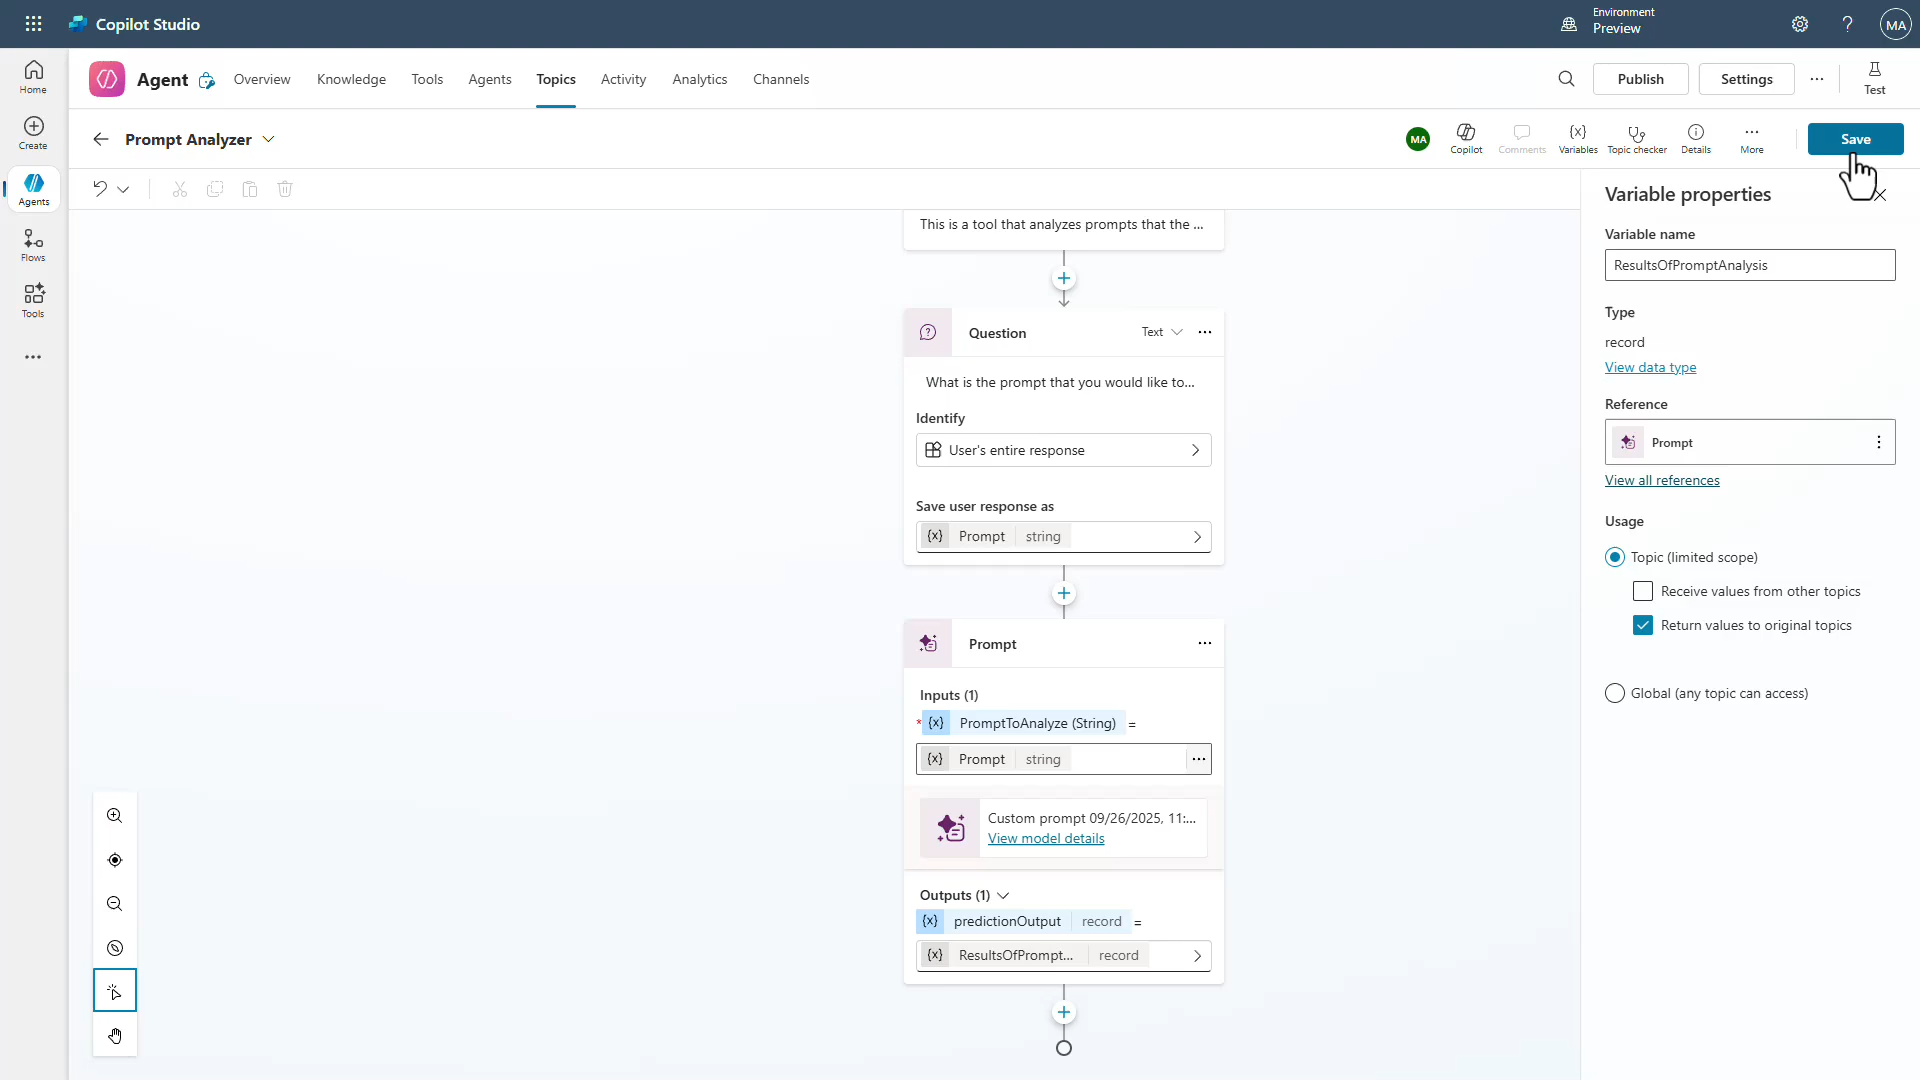 Copilot Studio
Environment
Preview
MA
Agent
Overview
Knowledge
Tools
Agents
Topics
Activity
Analytics
Channels
Publish
Settings
Test
Home
Create
Agents
Flows
Tools
Prompt Analyzer
MA
Copilot
Comments
Variables
Topic checker
Details
More
Save
This is a tool that analyzes prompts that the ...
Question
Text
What is the prompt that you would like to...
Identify
User's entire response
Save user response as
{x} Prompt string
Prompt
Inputs (1)
* {x} PromptToAnalyze (String) =
{x} Prompt string
Custom prompt 09/26/2025, 11:...
View model details
Outputs (1)
{x} predictionOutput record =
{x} ResultsOfPrompt... record
Variable properties
Variable name
ResultsOfPromptAnalysis
Type
record
View data type
Reference
Prompt
View all references
Usage
Topic (limited scope)
Receive values from other topics
Return values to original topics
Global (any topic can access)